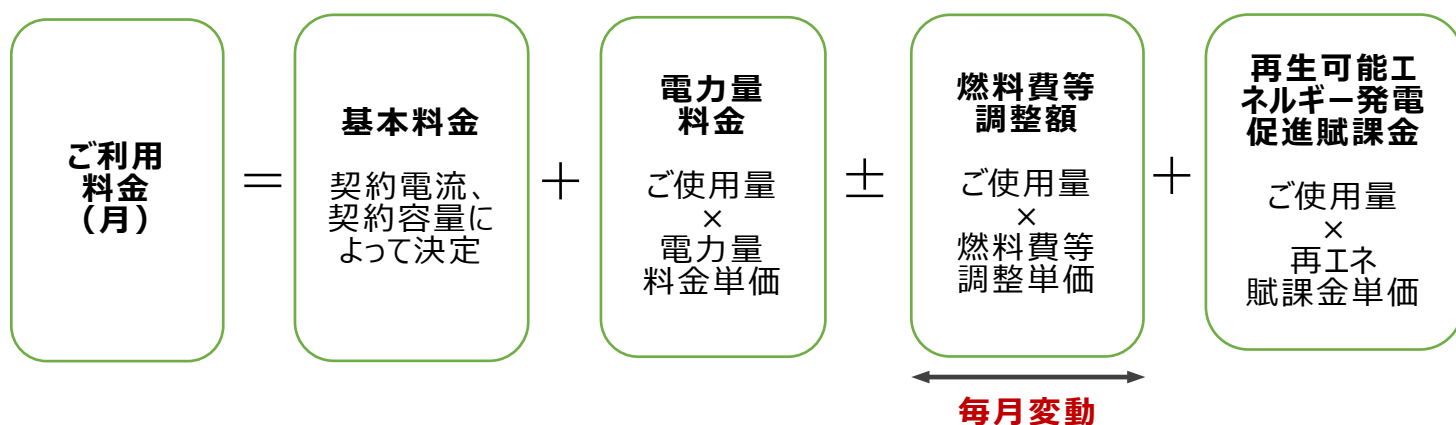 ご利用
料金
（月）
＝
基本料金
契約電流、
契約容量に
よって決定
＋
電力量
料金
ご使用量
×
電力量
料金単価
±
燃料費等
調整額
ご使用量
×
燃料費等
調整単価
毎月変動
＋
再生可能エ
ネルギー発電
促進賦課金
ご使用量
×
再エネ
賦課金単価